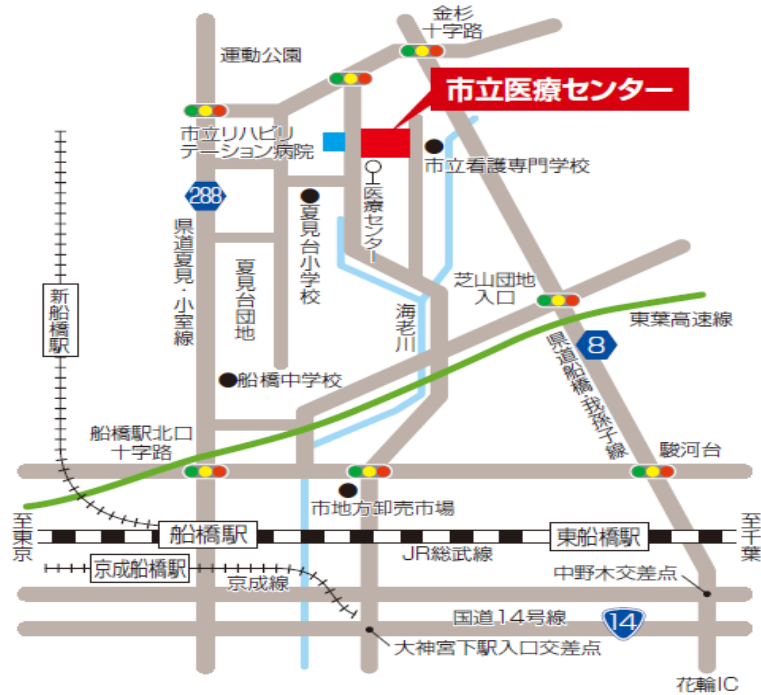 金杉
十字路
運動公園
市立医療センター
市立リハビリ
テーション病院
市立看護専門学校
288
県道夏見・小室線
夏見台小学校
医療センター
夏見台団地
海老川
芝山団地
入口
新船橋駅
東葉高速線
8
県道船橋・我孫子線
船橋中学校
船橋駅北口
十字路
駿河台
市地方卸売市場
至東京
船橋駅
東船橋駅
至千葉
JR総武線
京成船橋駅
京成線
中野木交差点
国道14号線
14
大神宮下駅入口交差点
花輪IC